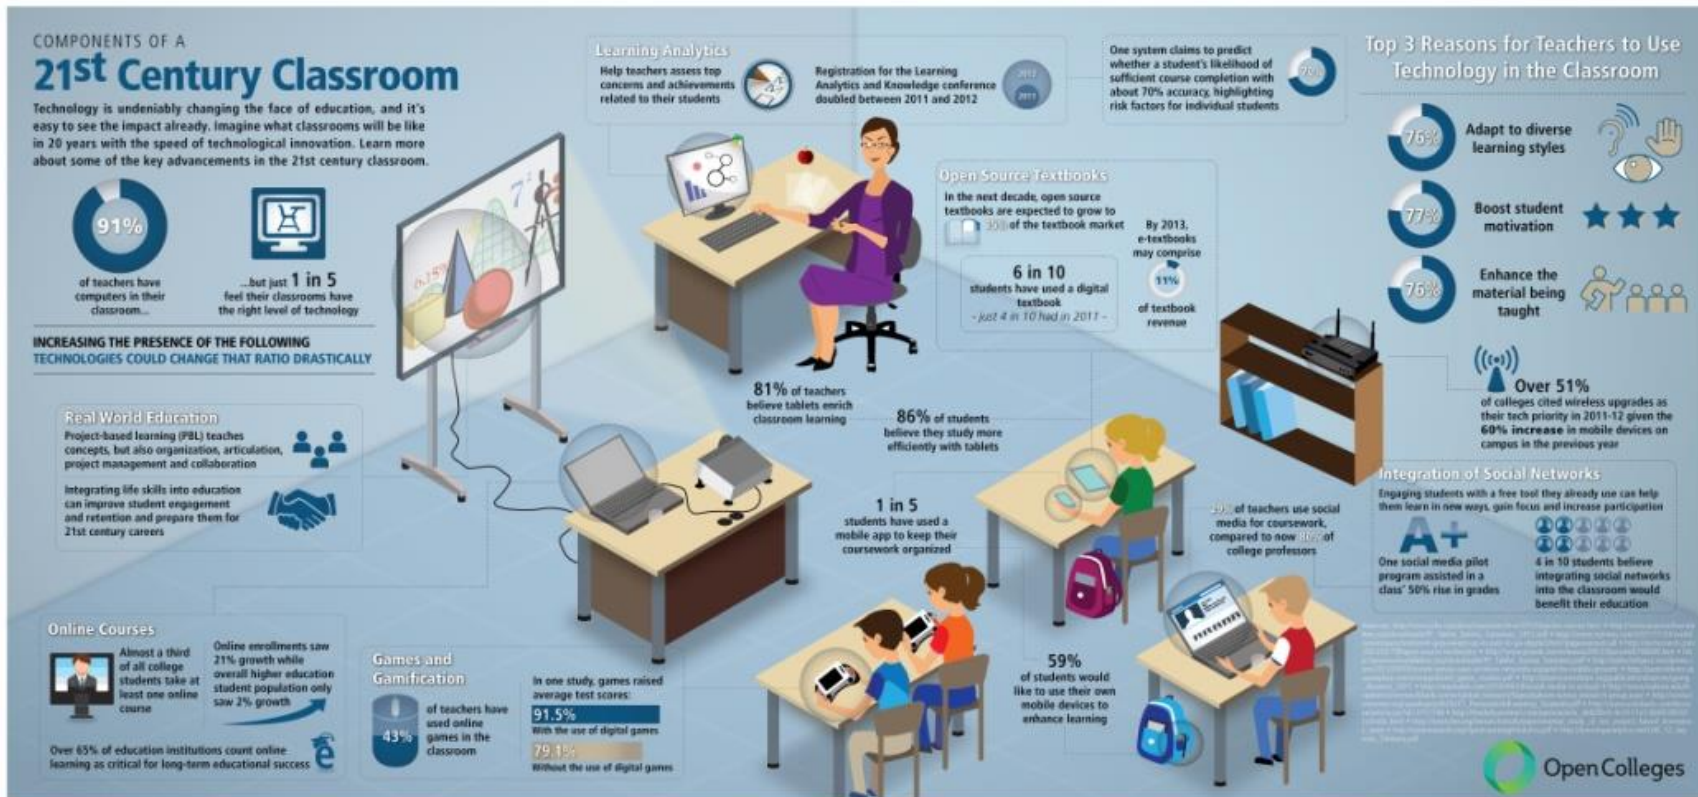 COMPONENTS OF A
21st Century Classroom
Technology is undeniably changing the face of education, and it's
easy to see the impact already. Imagine what classrooms will be like
in 20 years with the speed of technological innovation. Learn more
about some of the key advancements in the 21st century classroom.
91%
of teachers have
computers in their
classroom...
...but just 1 in 5
feel their classrooms have
the right level of technology
INCREASING THE PRESENCE OF THE FOLLOWING
TECHNOLOGIES COULD CHANGE THAT RATIO DRASTICALLY
Real World Education
Project-based learning (PBL) teaches
concepts, but also organization, articulation,
project management and collaboration
Integrating life skills into education
can improve student engagement
and retention and prepare them for
21st century careers
Online Courses
Almost a third
of all college
students take at
least one online
course
Online enrollments saw
21% growth while
overall higher education
student population only
saw 2% growth
Over 65% of education institutions count online
learning as critical for long-term educational success
Games and
Gamification
43%
of teachers have
used online
games in the
classroom
In one study, games raised
average test scores:
91.5%
With the use of digital games
79.1%
Without the use of digital games
Learning Analytics
Help teachers assess top
concerns and achievements
related to their students
Registration for the Learning
Analytics and Knowledge conference
doubled between 2011 and 2012
2012
2011
One system claims to predict
whether a student's likelihood of
sufficient course completion with
about 70% accuracy, highlighting
risk factors for individual students
Open Source Textbooks
In the next decade, open source
textbooks are expected to grow to
of the textbook market
6 in 10
students have used a digital
textbook
- just 4 in 10 had in 2011 -
By 2013,
e-textbooks
may comprise
11%
of textbook
revenue
81% of teachers
believe tablets enrich
classroom learning
86% of students
believe they study more
efficiently with tablets
1 in 5
students have used a
mobile app to keep their
coursework organized
59%
of students would
like to use their own
mobile devices to
enhance learning
of teachers use social
media for coursework,
compared to now of
college professors
Top 3 Reasons for Teachers to Use
Technology in the Classroom
76%
Adapt to diverse
learning styles
77%
Boost student
motivation
76%
Enhance the
material being
taught
Over 51%
of colleges cited wireless upgrades as
their tech priority in 2011-12 given the
60% increase in mobile devices on
campus in the previous year
Integration of Social Networks
Engaging students with a free tool they already use can help
them learn in new ways, gain focus and increase participation
A+
One social media pilot
program assisted in a
class' 50% rise in grades
4 in 10 students believe
integrating social networks
into the classroom would
benefit their education
Open Colleges